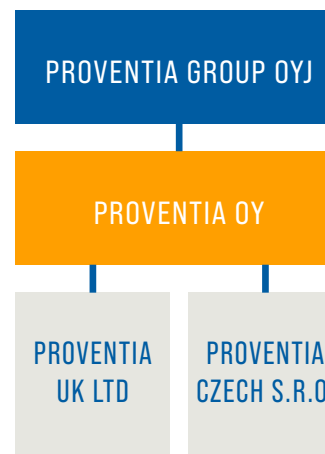 PROVENTIA GROUP OYJ
PROVENTIA OY
PROVENTIA
UK LTD
PROVENTIA
CZECH S.R.O